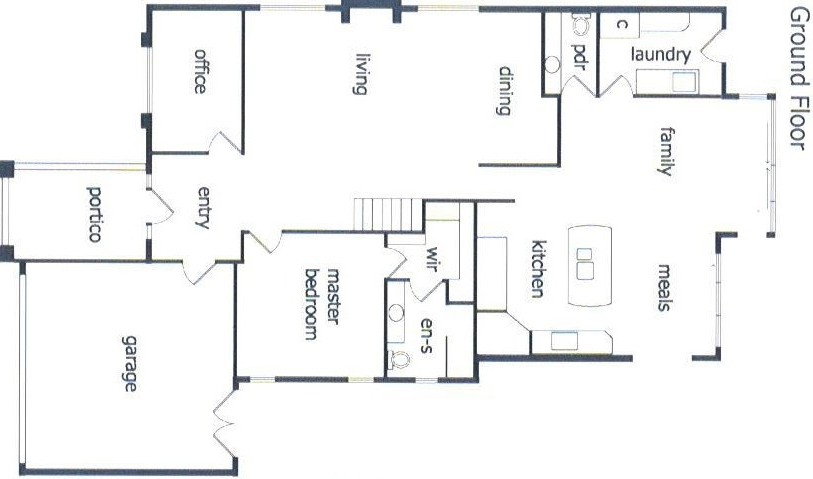 Ground Floor
c
laundry
pdr
family
meals
dining
kitchen
living
wir
en-s
master
bedroom
office
entry
portico
garage